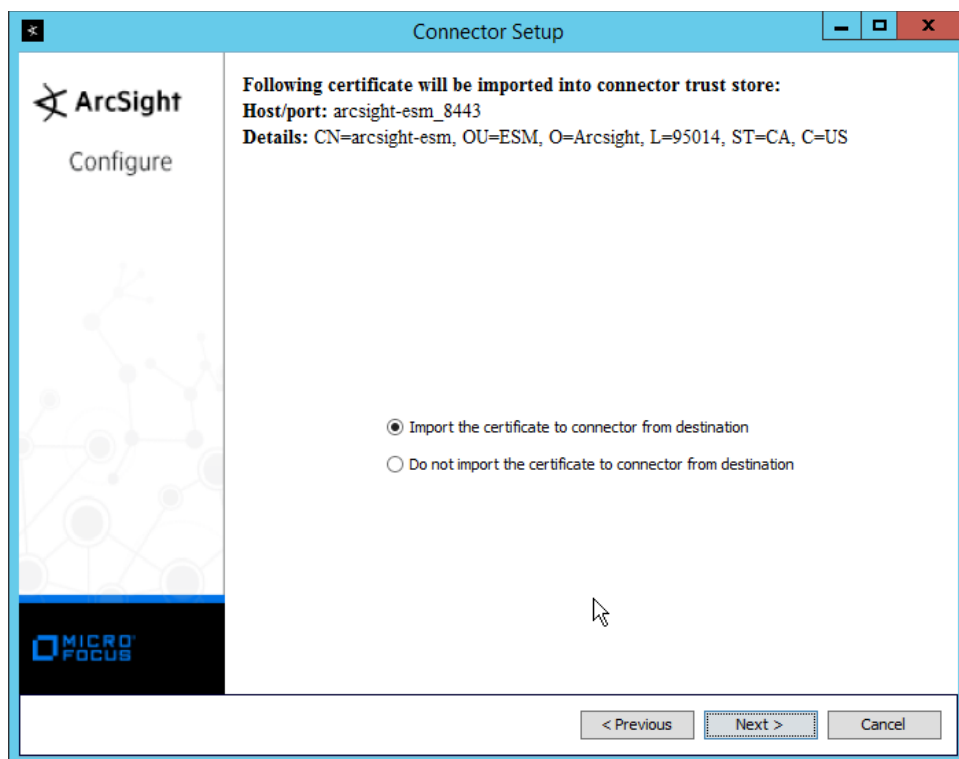 Connector Setup
ArcSight
Configure
Following certificate will be imported into connector trust store:
Host/port: arcsight-esm_8443
Details: CN=arcsight-esm, OU=ESM, O=Arcsight, L=95014, ST=CA, C=US
Import the certificate to connector from destination
Do not import the certificate to connector from destination
MICRO
FOCUS
< Previous
Next >
Cancel